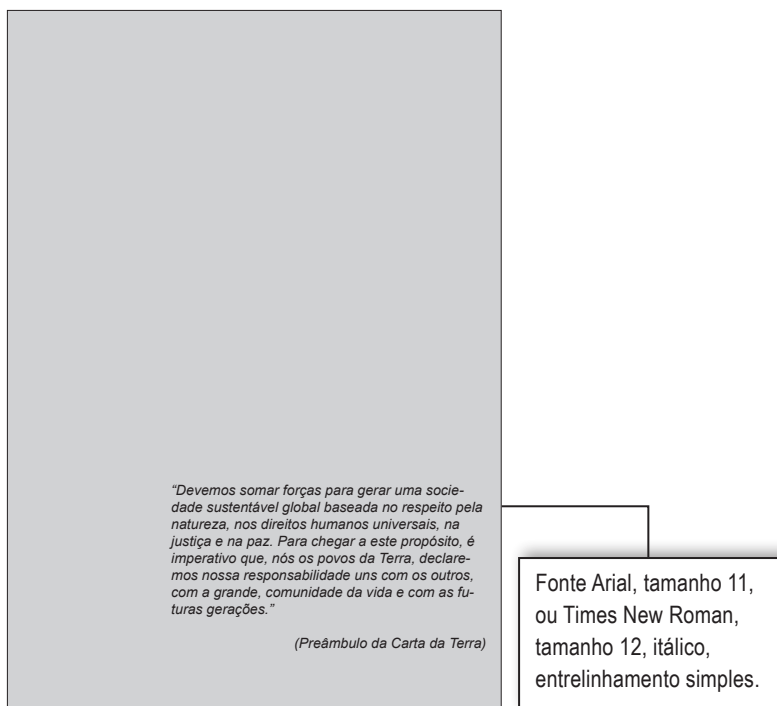 “Devemos somar forças para gerar uma socie-
dade sustentável global baseada no respeito pela
natureza, nos direitos humanos universais, na
justiça e na paz. Para chegar a este propósito, é
imperativo que, nós os povos da Terra, declare-
mos nossa responsabilidade uns com os outros,
com a grande, comunidade da vida e com as fu-
turas gerações.”
(Preâmbulo da Carta da Terra)
Fonte Arial, tamanho 11,
ou Times New Roman,
tamanho 12, itálico,
entrelinhamento simples.